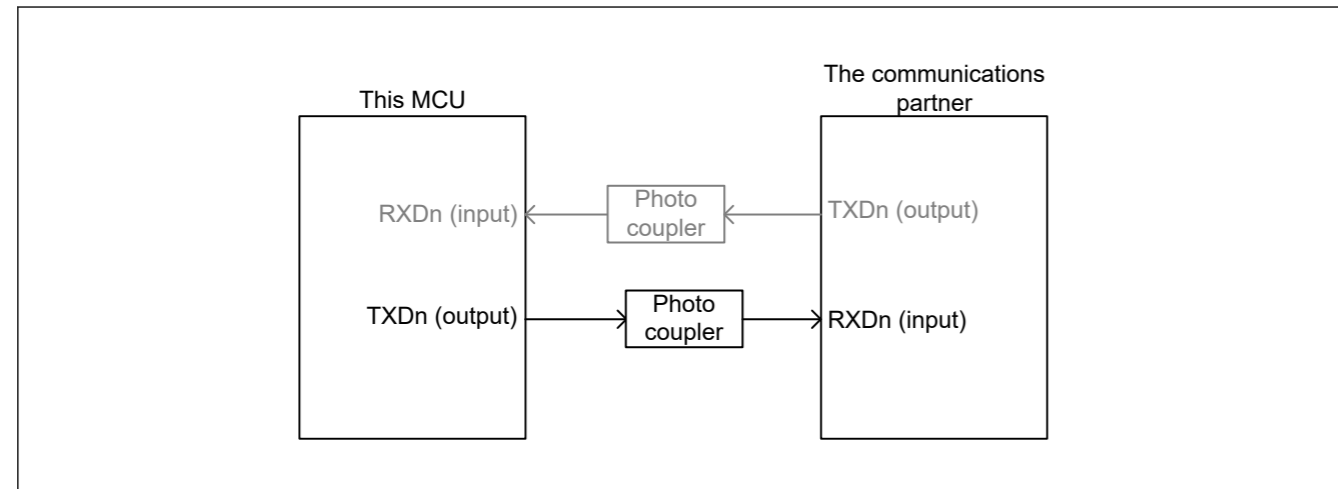 This MCU
The communications
partner
RXDn (input)
Photo
coupler
TXDn (output)
TXDn (output)
Photo
coupler
RXDn (input)